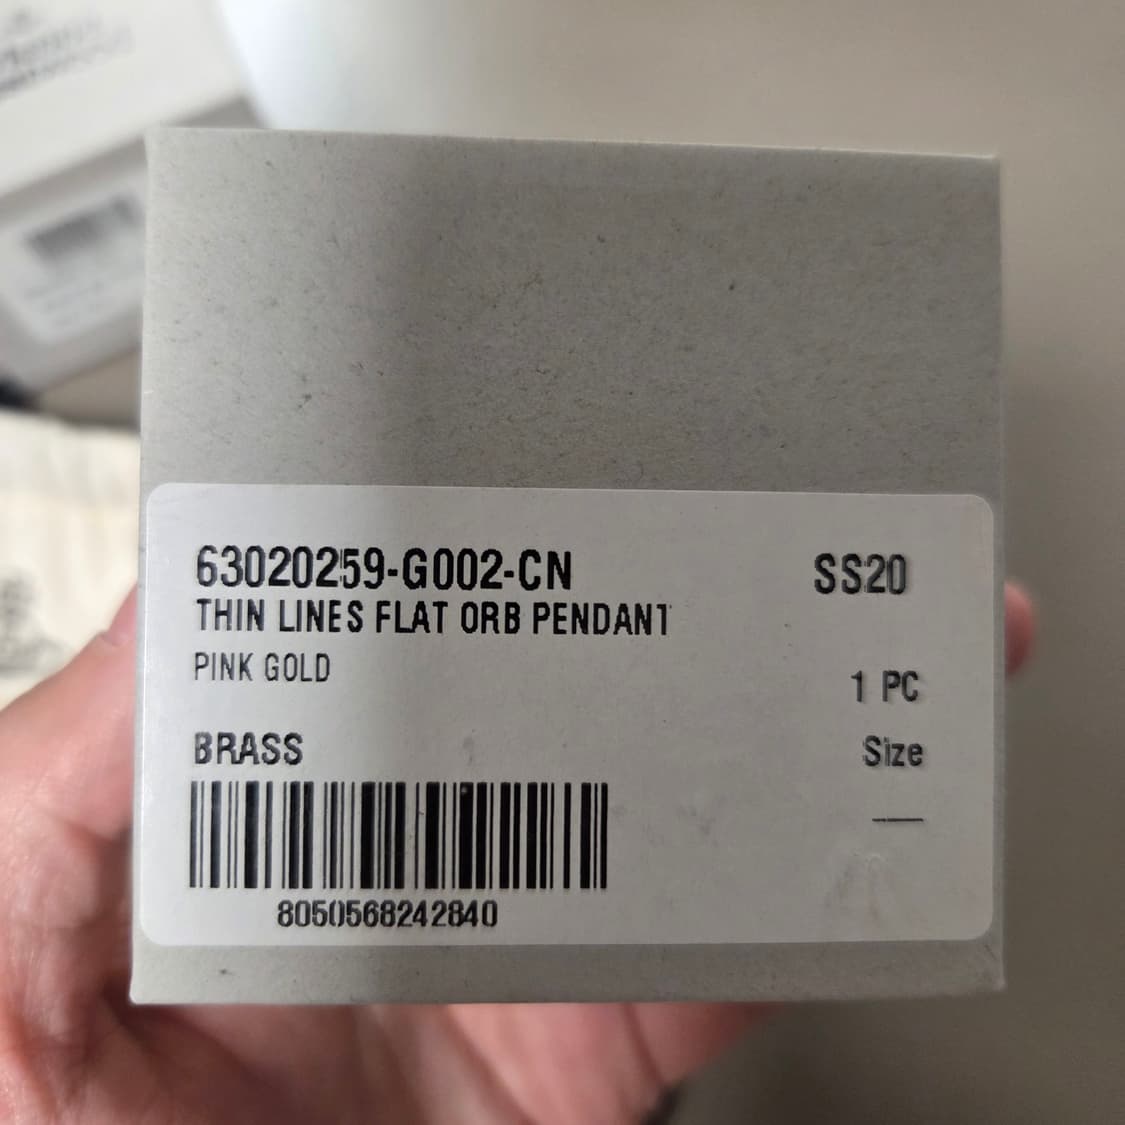 63020259-G002-CN
SS20
THIN LINES FLAT ORB PENDANT
PINK GOLD
1 PC
BRASS
Size
—
8050568242840